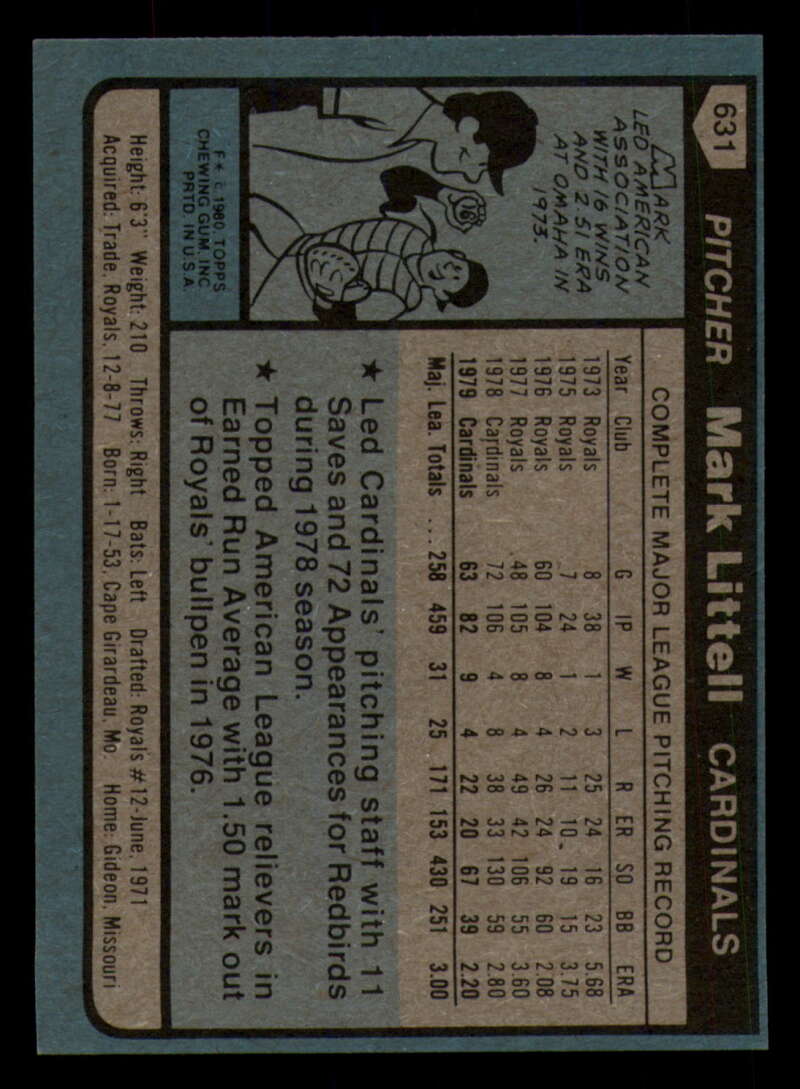 631 PITCHER Mark Littell CARDINALS
MARK
LED AMERICAN
ASSOCIATION
WITH 16 WINS
AND 2.51 ERA
AT OMAHA IN
1973.
F* © 1980 TOPPS
CHEWING GUM, INC.
PRTD. IN U.S.A.
COMPLETE MAJOR LEAGUE PITCHING RECORD
Year Club G IP W L R ER SO BB ERA
1973 Royals 8 38 1 3 25 24 16 23 5.68
1975 Royals 7 24 1 2 11 10 19 15 3.75
1976 Royals 60 104 8 4 26 24 92 60 2.08
1977 Royals 48 105 8 4 49 42 106 55 3.60
1978 Cardinals 72 106 4 8 38 33 130 59 2.80
1979 Cardinals 63 82 9 4 22 20 67 39 2.20
Maj. Lea. Totals ... 258 459 31 25 171 153 430 251 3.00
★ Led Cardinals' pitching staff with 11
Saves and 72 Appearances for Redbirds
during 1978 season.
★ Topped American League relievers in
Earned Run Average with 1.50 mark out
of Royals' bullpen in 1976.
Height: 6'3" Weight: 210 Throws: Right Bats: Left Drafted: Royals #12-June, 1971
Acquired: Trade, Royals, 12-8-77 Born: 1-17-53, Cape Girardeau, Mo. Home: Gideon, Missouri